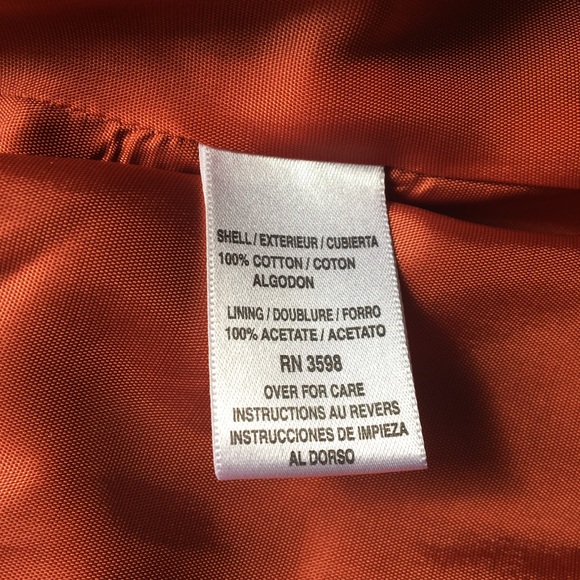 SHELL / EXTERIEUR / CUBIERTA
100% COTTON / COTON
ALGODON
LINING / DOUBLURE / FORRO
100% ACETATE / ACETATO
RN 3598
OVER FOR CARE
INSTRUCTIONS AU REVERS
INSTRUCCIONES DE IMPIEZA
AL DORSO